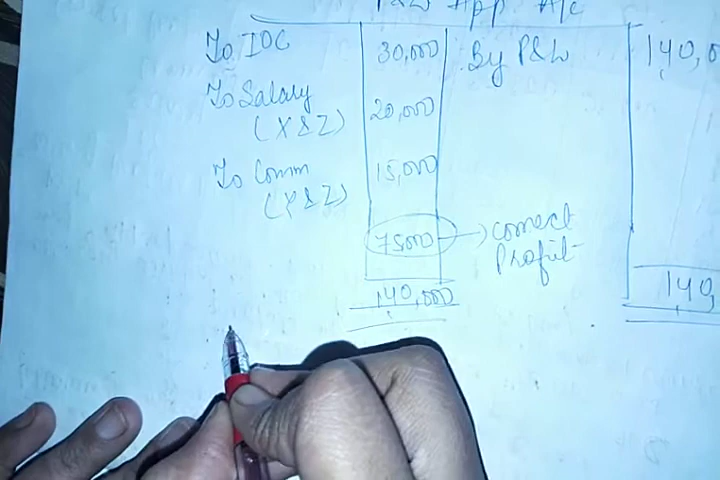 P&L App A/c
To IOC 30,000 By P&L 140,0
To Salary 20,000
(X&Z)
To Comm 15,000
(Y&Z)
75000 → correct
Profit
140,000 140,